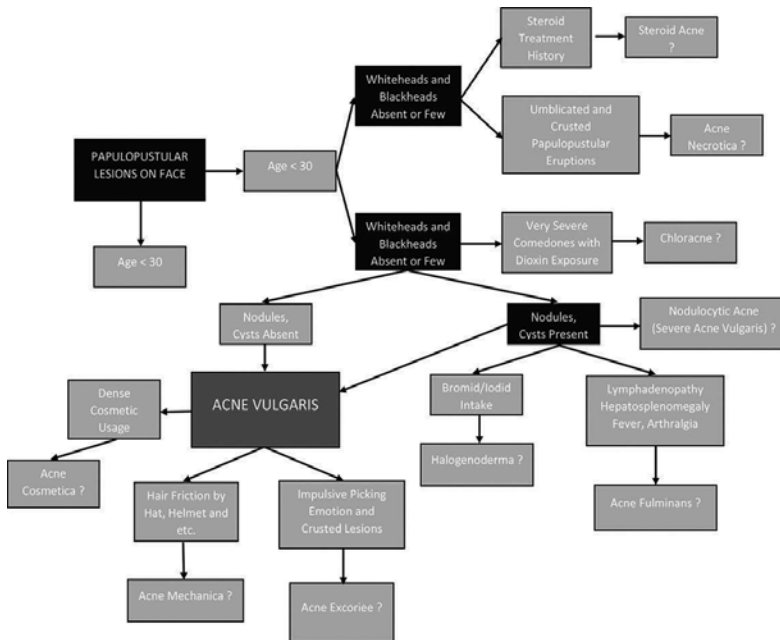 Steroid
Treatment
History
Steroid Acne
?
Whiteheads and
Blackheads
Absent or Few
Umblicated and
Crusted
Papulopustular
Eruptions
Acne
Necrotica ?
PAPULOPUSTULAR
LESIONS ON FACE
Age < 30
Age < 30
Whiteheads and
Blackheads
Absent or Few
Very Severe
Comedones with
Dioxin Exposure
Chloracne ?
Nodules,
Cysts Absent
Nodules,
Cysts Present
Nodulocytic Acne
(Severe Acne Vulgaris) ?
Dense
Cosmetic
Usage
ACNE VULGARIS
Bromid/Iodid
Intake
Lymphadenopathy
Hepatosplenomegaly
Fever, Arthralgia
Acne
Cosmetica ?
Halogenoderma ?
Hair Friction by
Hat, Helmet and
etc.
Impulsive Picking
Emotion and
Crusted Lesions
Acne Fulminans ?
Acne Mechanica ?
Acne Excoriee ?